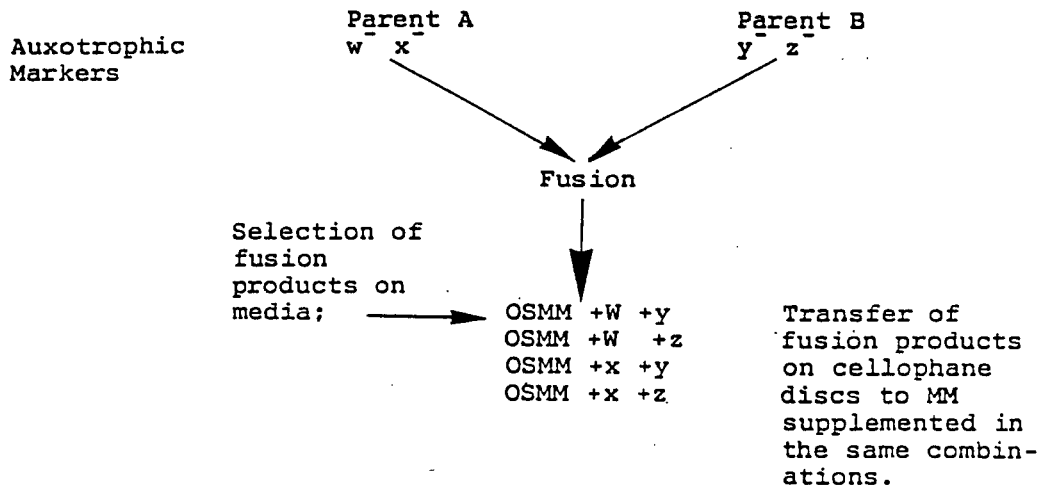 Parent A
Parent B
Auxotrophic
Markers
w⁻ x⁻
y⁻ z⁻
Fusion
Selection of
fusion
products on
media;
OSMM +W +y
OSMM +W +z
OSMM +x +y
OSMM +x +z
Transfer of
fusion products
on cellophane
discs to MM
supplemented in
the same combin-
ations.